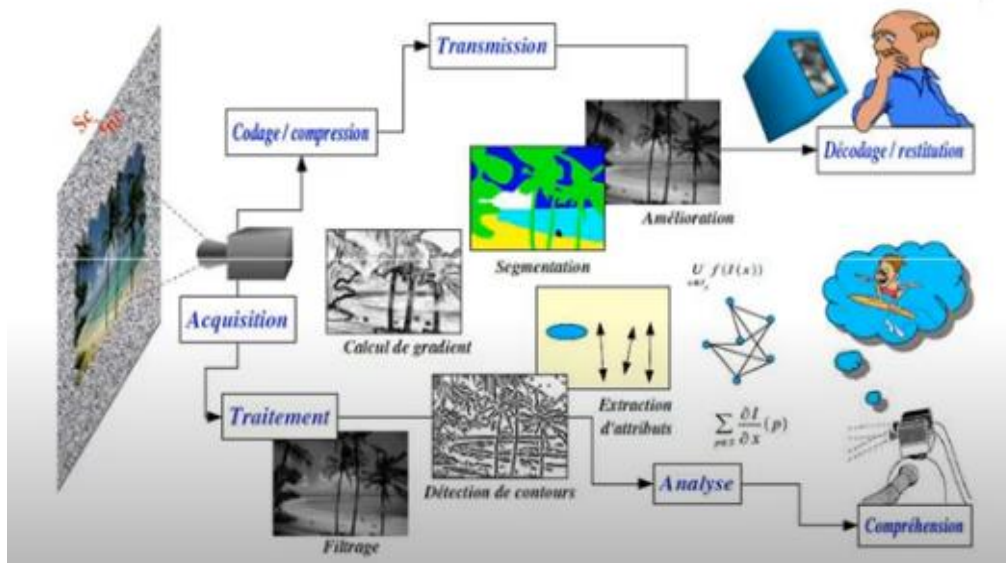 Transmission
Codage / compression
Décodage / restitution
Amélioration
Segmentation
U f(I(x))
Acquisition
Calcul de gradient
Extraction
d'attributs
∑ ∂I/∂x (p)
Traitement
Détection de contours
Analyse
Filtrage
Compréhension